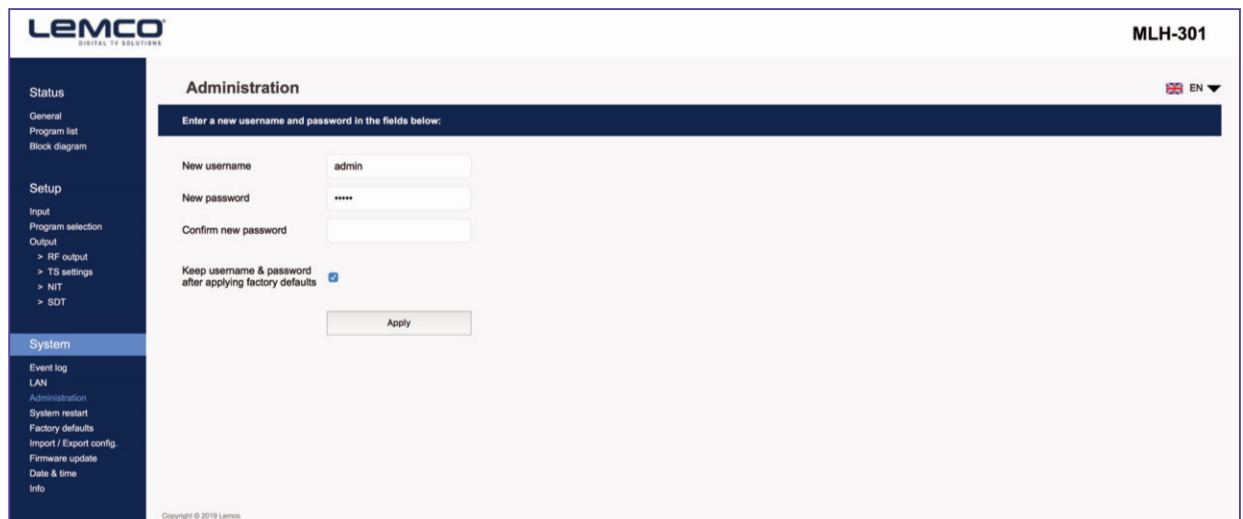 LEMCO
DIGITAL TV SOLUTIONS
MLH-301
Status
General
Program list
Block diagram
Setup
Input
Program selection
Output
> RF output
> TS settings
> NIT
> SDT
System
Event log
LAN
Administration
System restart
Factory defaults
Import / Export config.
Firmware update
Date & time
Info
Administration
EN
Enter a new username and password in the fields below:
New username admin
New password •••••
Confirm new password
Keep username & password
after applying factory defaults
Apply
Copyright © 2019 Lemco